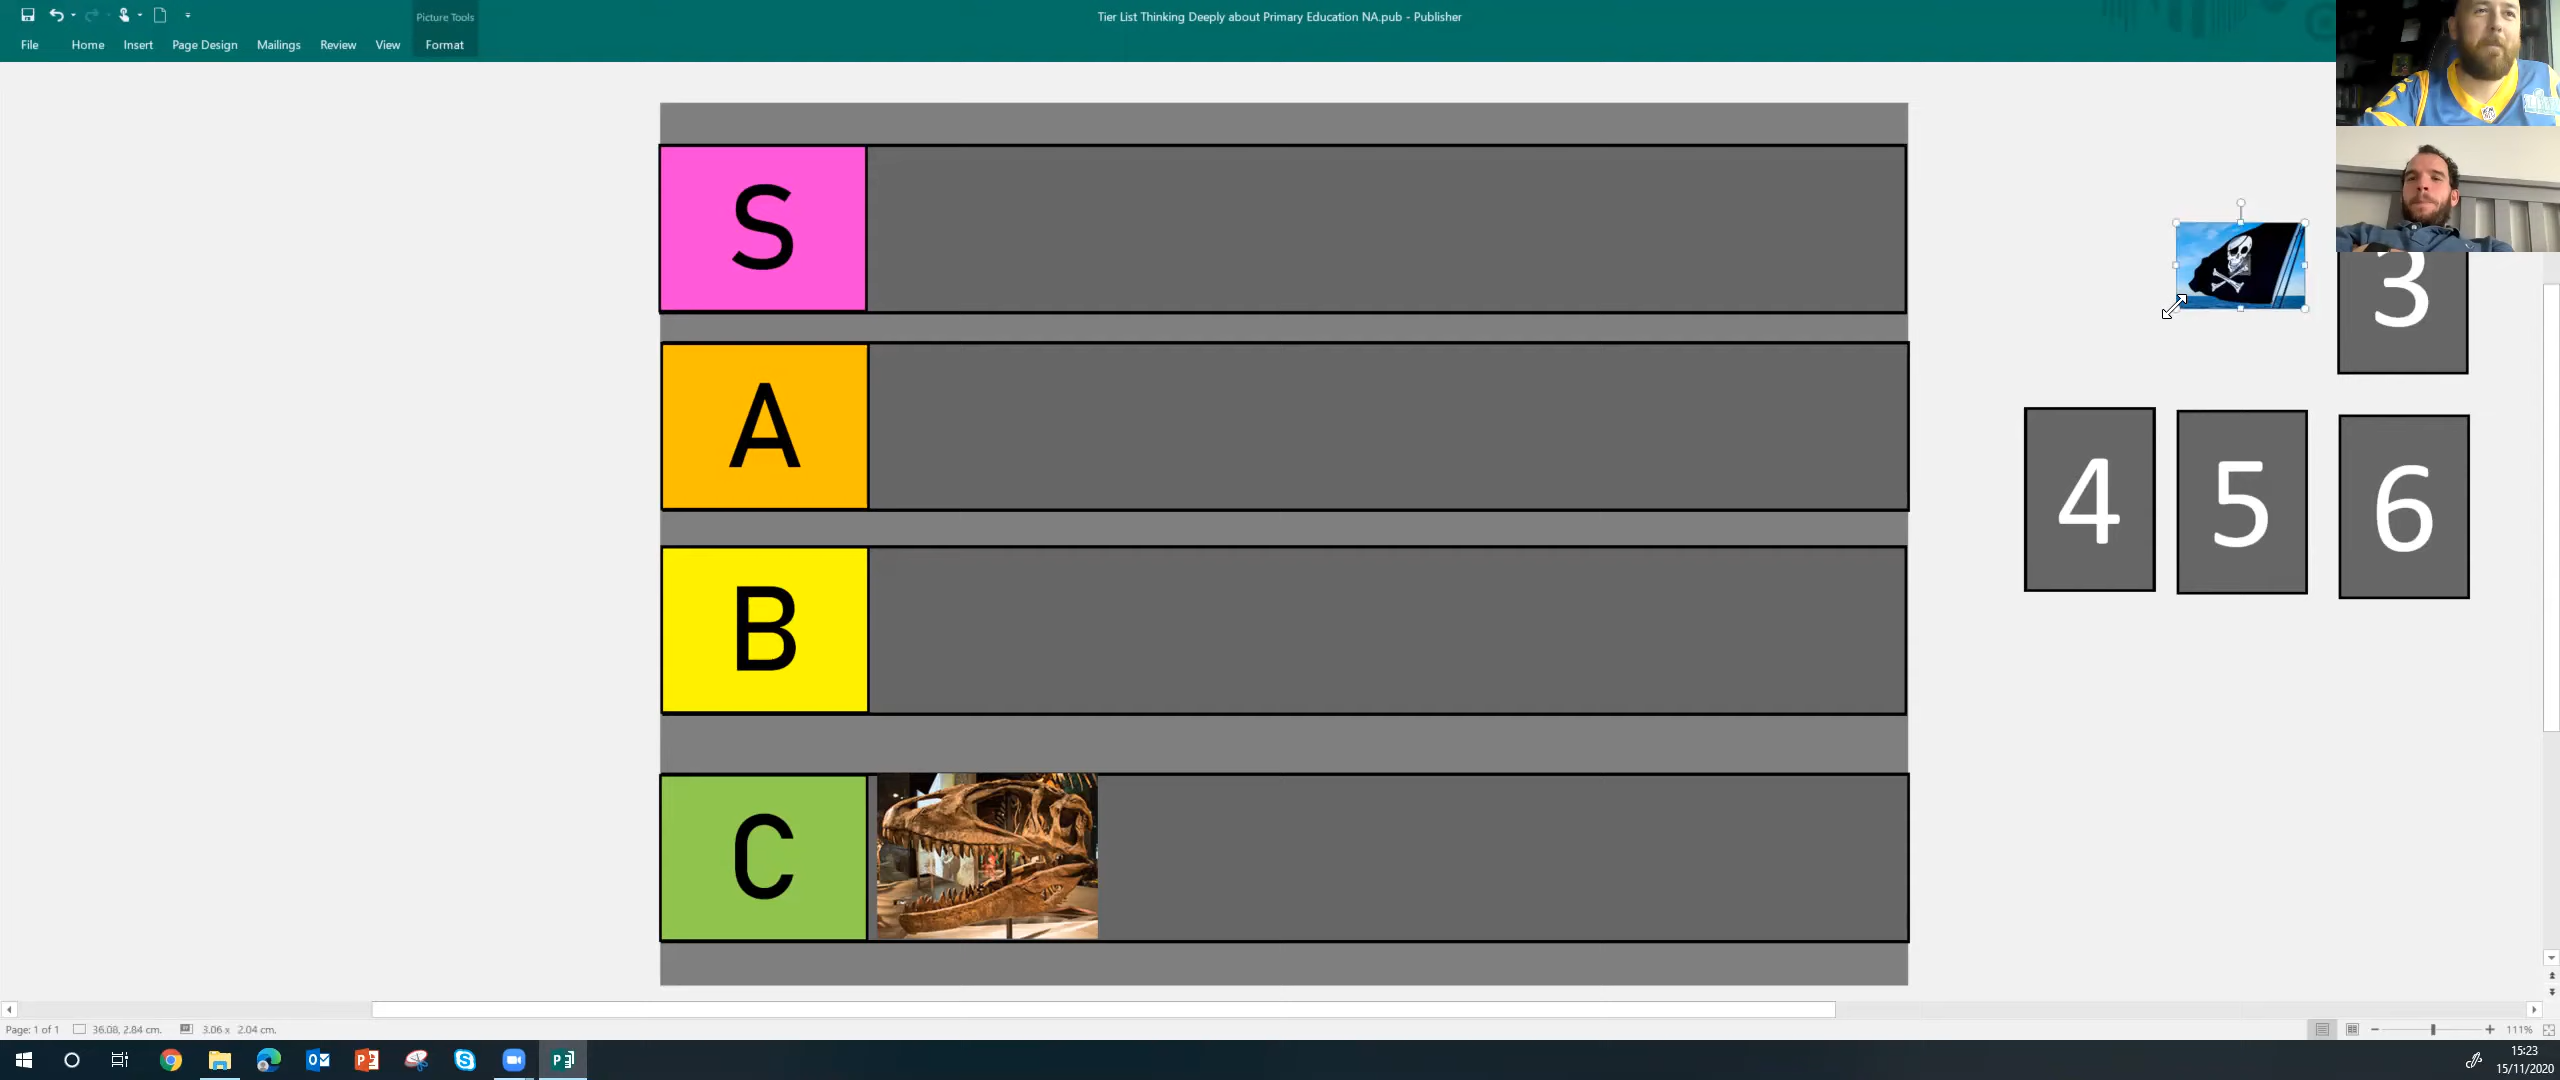 Picture Tools
Tier List Thinking Deeply about Primary Education NA.pub - Publisher
File Home Insert Page Design Mailings Review View Format
S
A
B
C
3
4 5 6
Page: 1 of 1 36.08, 2.84 cm. 3.06 x 2.04 cm. 111%
15:23
15/11/2020